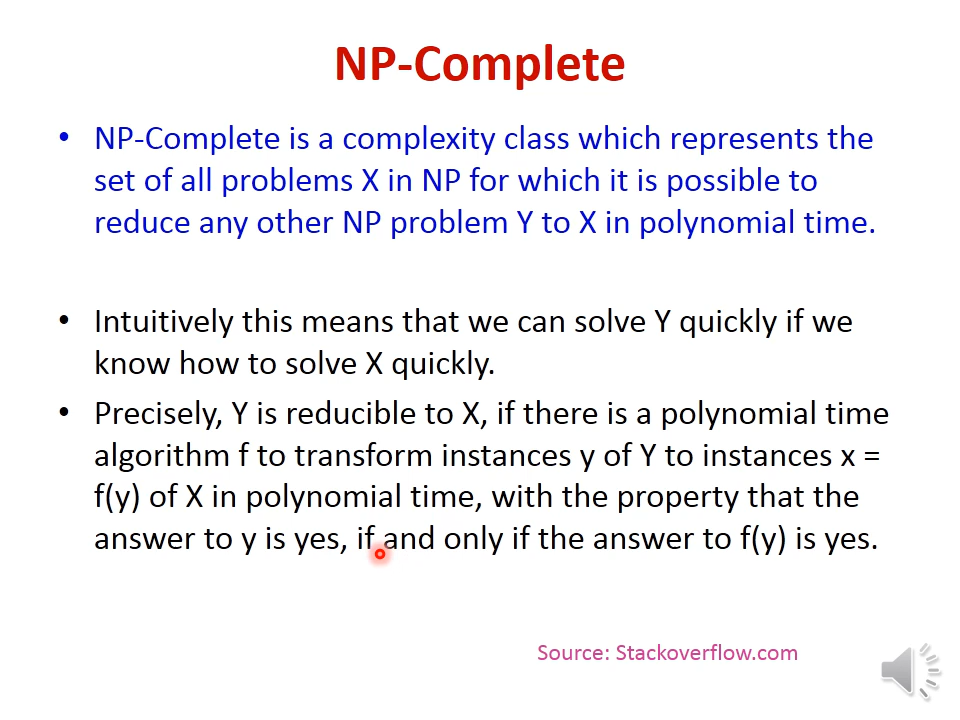 NP-Complete
• NP-Complete is a complexity class which represents the
set of all problems X in NP for which it is possible to
reduce any other NP problem Y to X in polynomial time.
• Intuitively this means that we can solve Y quickly if we
know how to solve X quickly.
• Precisely, Y is reducible to X, if there is a polynomial time
algorithm f to transform instances y of Y to instances x =
f(y) of X in polynomial time, with the property that the
answer to y is yes, if and only if the answer to f(y) is yes.
Source: Stackoverflow.com